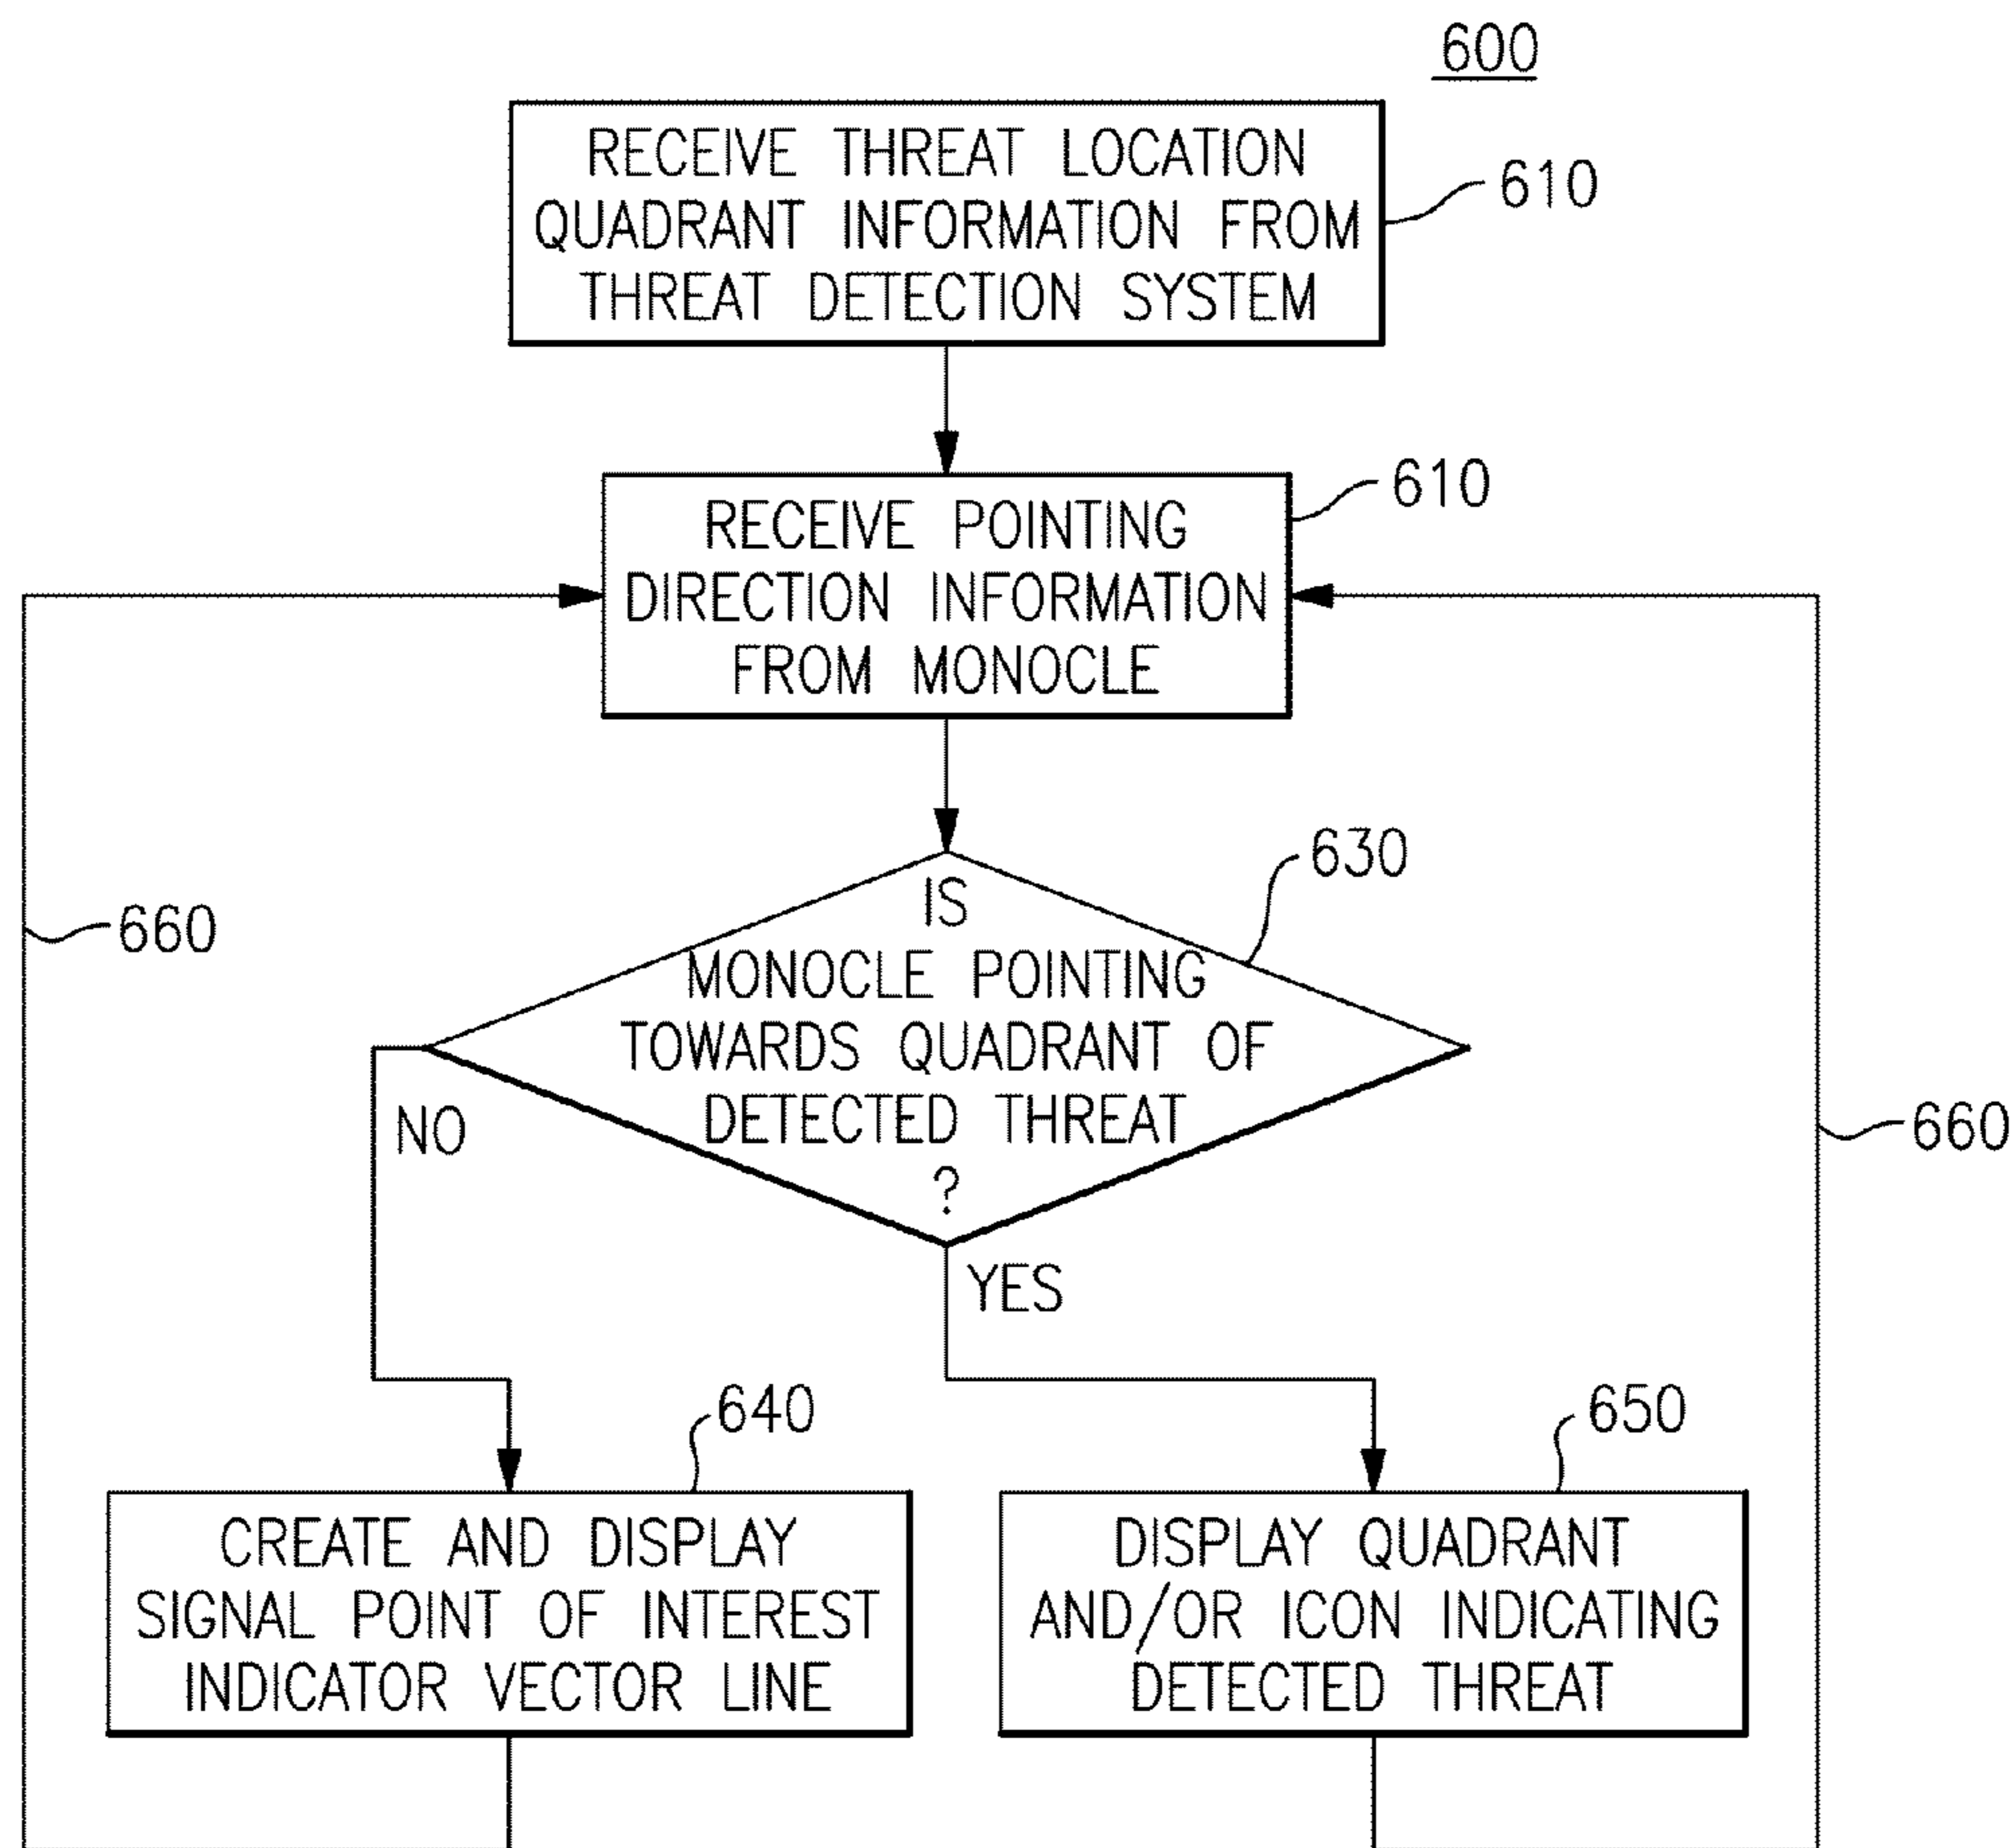 600
RECEIVE THREAT LOCATION
QUADRANT INFORMATION FROM
THREAT DETECTION SYSTEM
610
RECEIVE POINTING
DIRECTION INFORMATION
FROM MONOCLE
610
IS
MONOCLE POINTING
TOWARDS QUADRANT OF
DETECTED THREAT
?
630
660
660
NO
YES
640
CREATE AND DISPLAY
SIGNAL POINT OF INTEREST
INDICATOR VECTOR LINE
650
DISPLAY QUADRANT
AND/OR ICON INDICATING
DETECTED THREAT